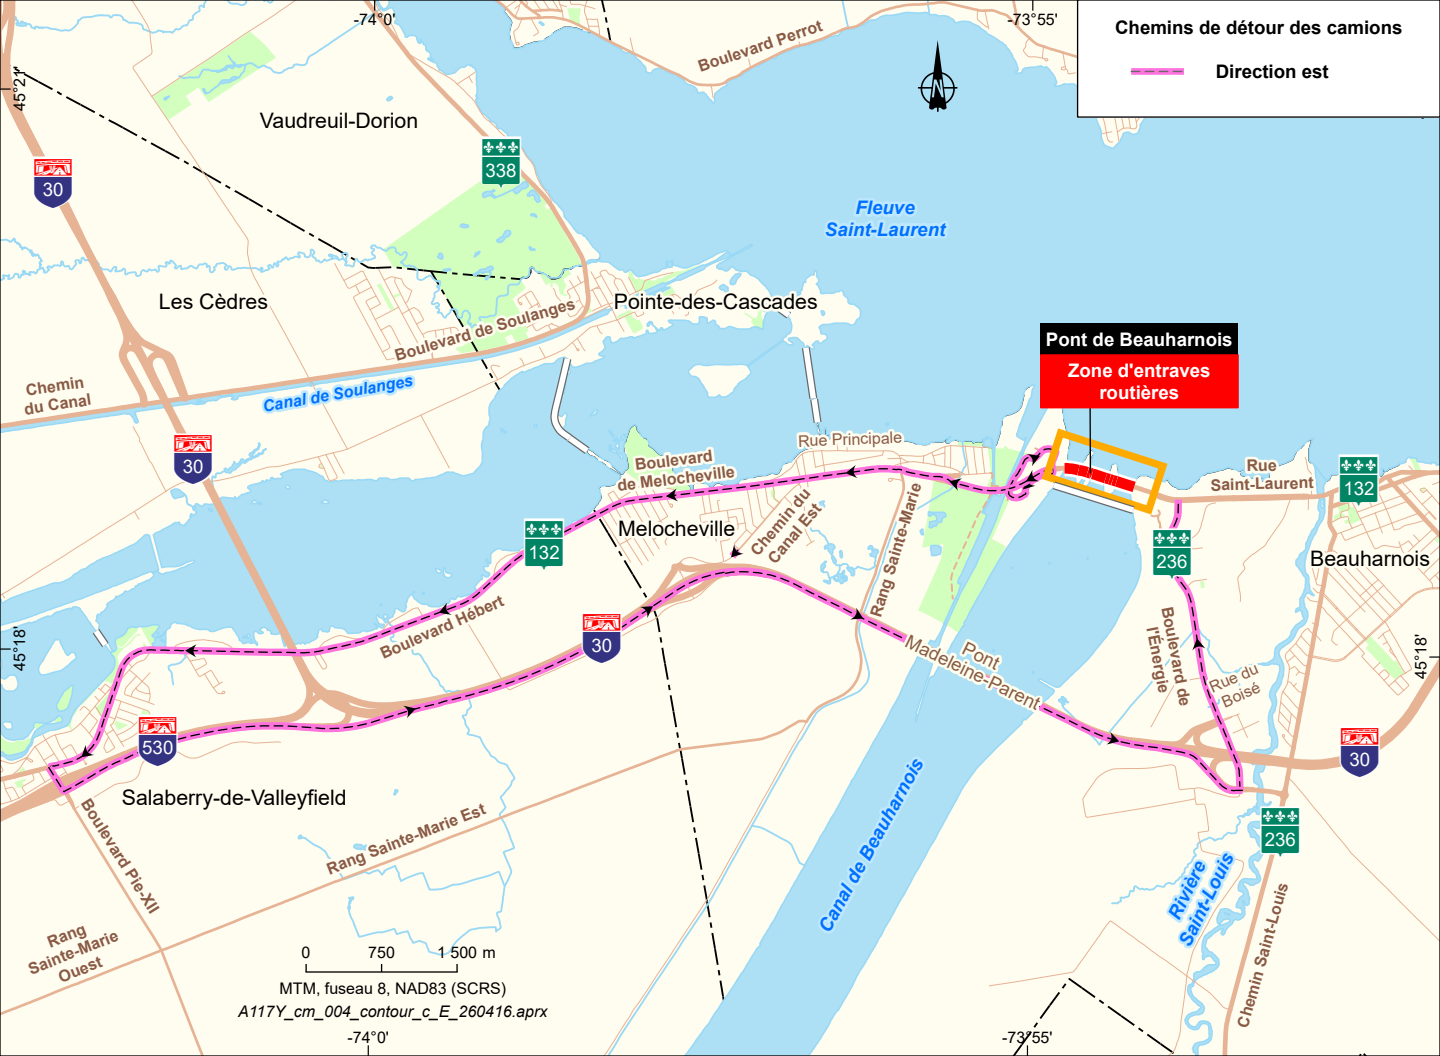 -74°0'
-73°55'
Chemins de détour des camions
Direction est
Boulevard Perrot
45°21'
Vaudreuil-Dorion
338
30
Fleuve
Saint-Laurent
Les Cèdres
Pointe-des-Cascades
Boulevard de Soulanges
Pont de Beauharnois
Zone d'entraves
routières
Chemin
du Canal
Canal de Soulanges
30
Rue Principale
Boulevard
de Melocheville
Rue
Saint-Laurent
132
Melocheville
Chemin du
Canal Est
Rang Sainte-Marie
132
236
Beauharnois
Boulevard Hébert
30
45°18'
Boulevard de
l'Énergie
Pont
Madeleine-Parent
Rue du
Boisé
45°18'
530
30
Salaberry-de-Valleyfield
Boulevard Pie-XII
Rang Sainte-Marie Est
Canal de Beauharnois
236
Rivière
Saint-Louis
Rang
Sainte-Marie
Ouest
Chemin Saint-Louis
0 750 1 500 m
MTM, fuseau 8, NAD83 (SCRS)
A117Y_cm_004_contour_c_E_260416.aprx
-74°0'
-73°55'